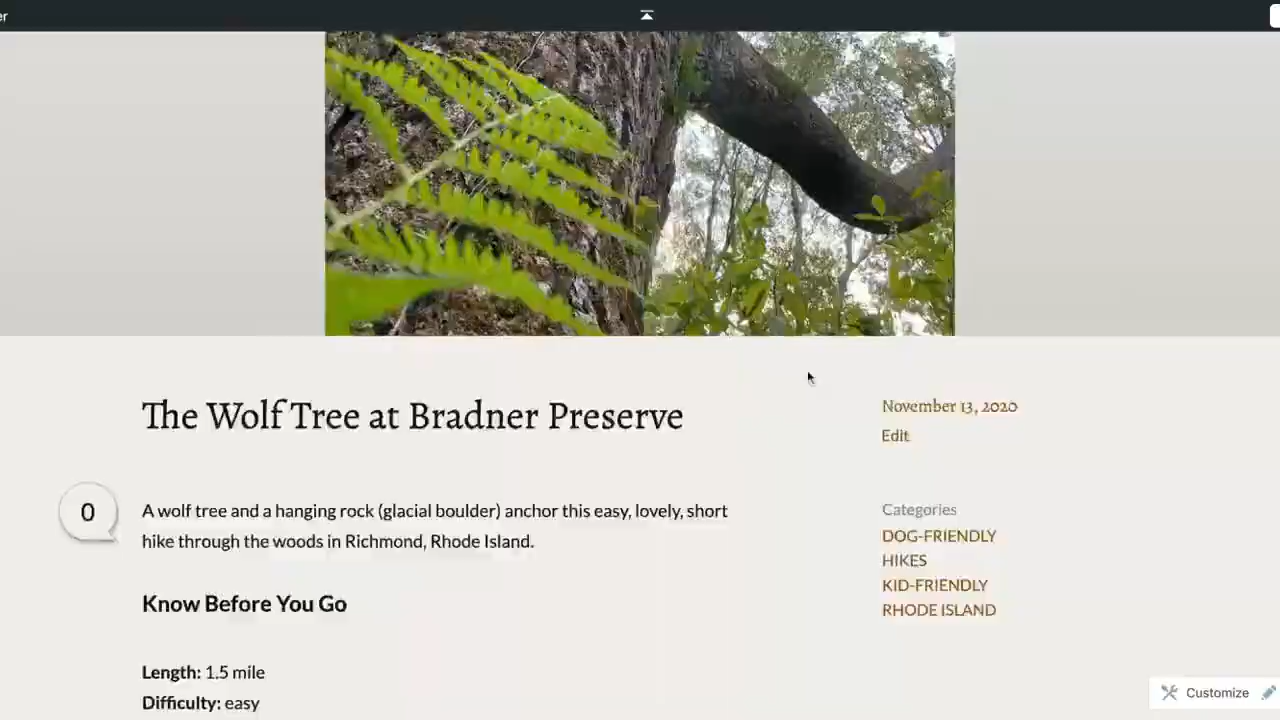 er
The Wolf Tree at Bradner Preserve
November 13, 2020
Edit
0
A wolf tree and a hanging rock (glacial boulder) anchor this easy, lovely, short
hike through the woods in Richmond, Rhode Island.
Categories
DOG-FRIENDLY
HIKES
KID-FRIENDLY
RHODE ISLAND
Know Before You Go
Length: 1.5 mile
Difficulty: easy
Customize